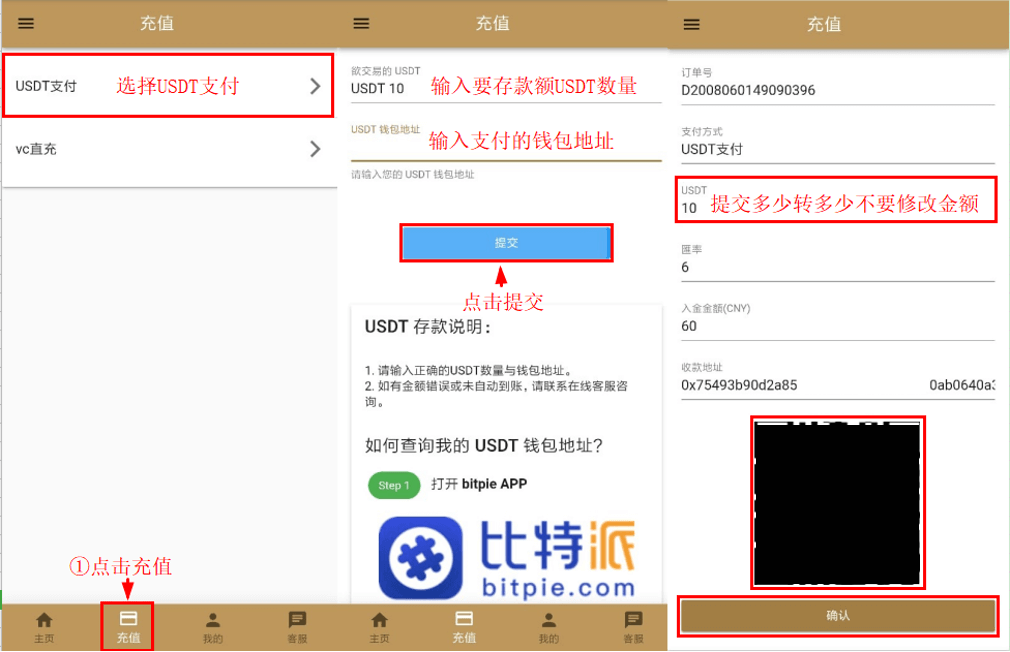 充值
USDT支付
选择USDT支付
vc直充
①点击充值
主页
充值
我的
客服
充值
欲交易的 USDT
USDT 10
输入要存款额USDT数量
USDT 钱包地址
输入支付的钱包地址
请输入您的 USDT 钱包地址
提交
点击提交
USDT 存款说明：
1. 请输入正确的USDT数量与钱包地址。
2. 如有金额错误或未自动到账, 请联系在线客服咨
询。
如何查询我的 USDT 钱包地址?
Step 1 打开 bitpie APP
比特派
bitpie.com
主页
充值
我的
客服
充值
订单号
D2008060149090396
支付方式
USDT支付
USDT
10
提交多少转多少不要修改金额
匯率
6
入金金额(CNY)
60
收款地址
0x75493b90d2a85 0ab0640a3
确认